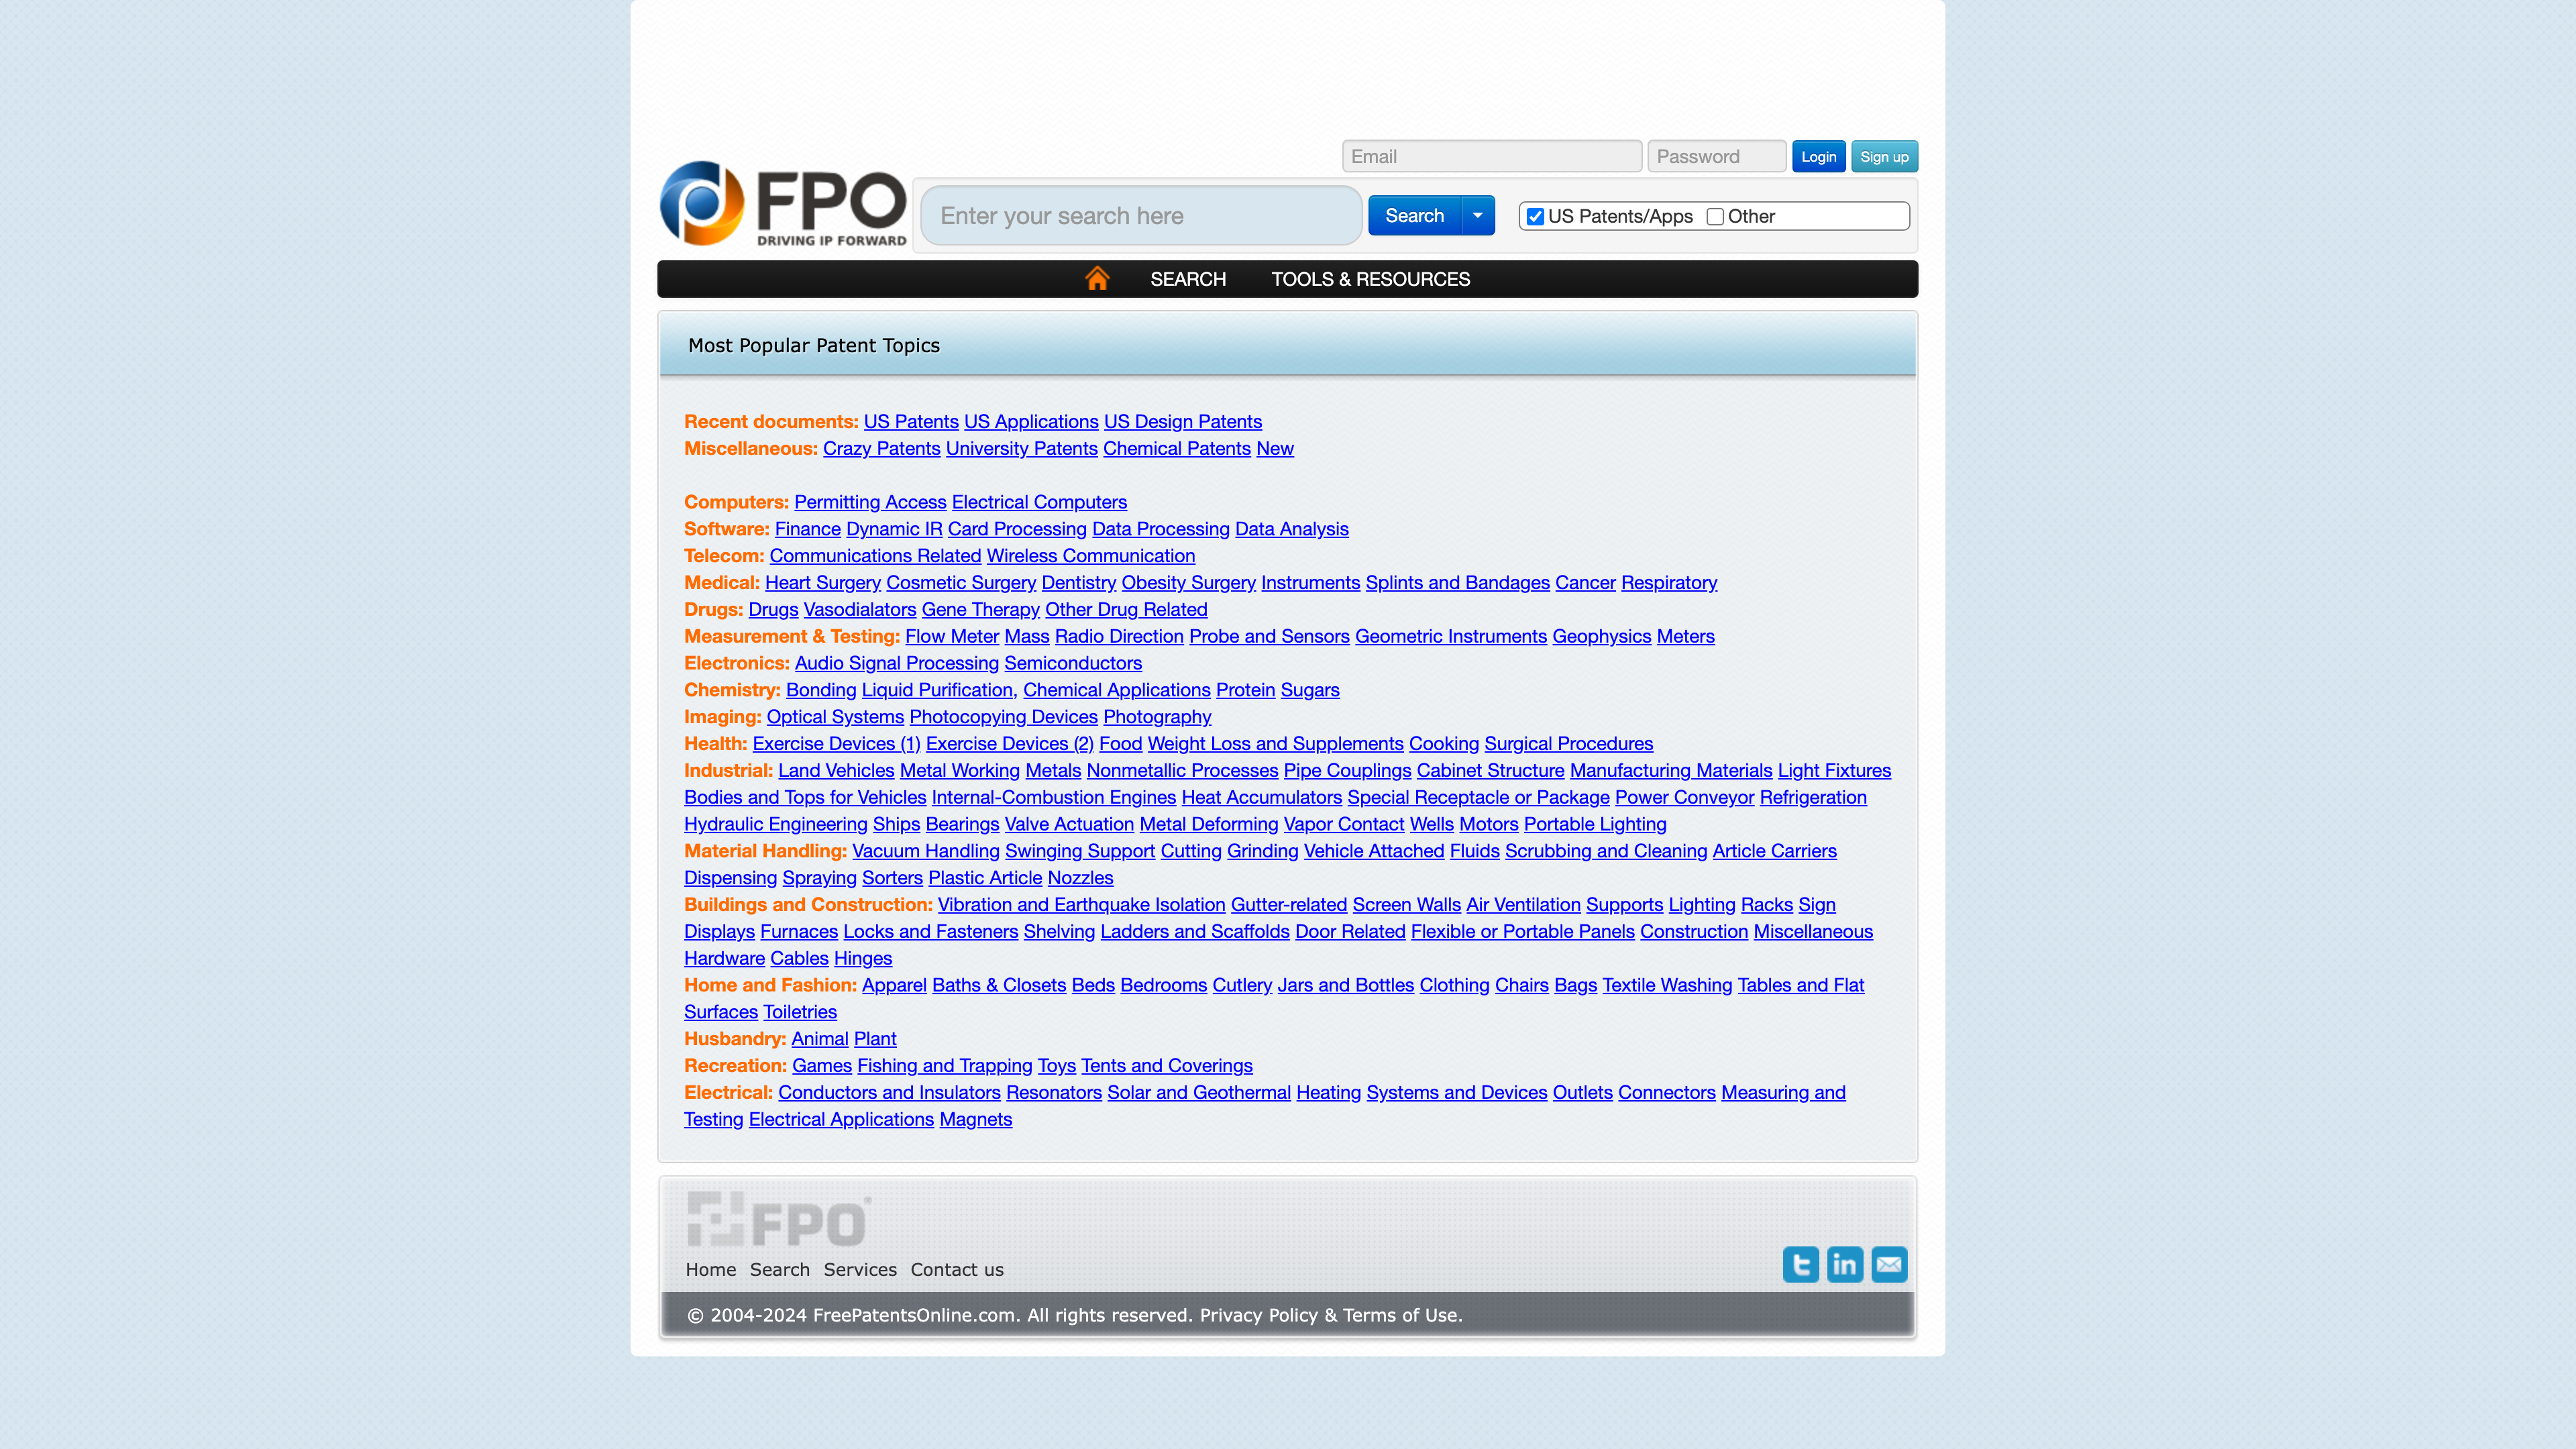 Email Password Login Sign up
FPO
DRIVING IP FORWARD
Enter your search here Search US Patents/Apps Other
SEARCH TOOLS & RESOURCES
Most Popular Patent Topics
Recent documents: US Patents US Applications US Design Patents
Miscellaneous: Crazy Patents University Patents Chemical Patents New
Computers: Permitting Access Electrical Computers
Software: Finance Dynamic IR Card Processing Data Processing Data Analysis
Telecom: Communications Related Wireless Communication
Medical: Heart Surgery Cosmetic Surgery Dentistry Obesity Surgery Instruments Splints and Bandages Cancer Respiratory
Drugs: Drugs Vasodialators Gene Therapy Other Drug Related
Measurement & Testing: Flow Meter Mass Radio Direction Probe and Sensors Geometric Instruments Geophysics Meters
Electronics: Audio Signal Processing Semiconductors
Chemistry: Bonding Liquid Purification, Chemical Applications Protein Sugars
Imaging: Optical Systems Photocopying Devices Photography
Health: Exercise Devices (1) Exercise Devices (2) Food Weight Loss and Supplements Cooking Surgical Procedures
Industrial: Land Vehicles Metal Working Metals Nonmetallic Processes Pipe Couplings Cabinet Structure Manufacturing Materials Light Fixtures
Bodies and Tops for Vehicles Internal-Combustion Engines Heat Accumulators Special Receptacle or Package Power Conveyor Refrigeration
Hydraulic Engineering Ships Bearings Valve Actuation Metal Deforming Vapor Contact Wells Motors Portable Lighting
Material Handling: Vacuum Handling Swinging Support Cutting Grinding Vehicle Attached Fluids Scrubbing and Cleaning Article Carriers
Dispensing Spraying Sorters Plastic Article Nozzles
Buildings and Construction: Vibration and Earthquake Isolation Gutter-related Screen Walls Air Ventilation Supports Lighting Racks Sign
Displays Furnaces Locks and Fasteners Shelving Ladders and Scaffolds Door Related Flexible or Portable Panels Construction Miscellaneous
Hardware Cables Hinges
Home and Fashion: Apparel Baths & Closets Beds Bedrooms Cutlery Jars and Bottles Clothing Chairs Bags Textile Washing Tables and Flat
Surfaces Toiletries
Husbandry: Animal Plant
Recreation: Games Fishing and Trapping Toys Tents and Coverings
Electrical: Conductors and Insulators Resonators Solar and Geothermal Heating Systems and Devices Outlets Connectors Measuring and
Testing Electrical Applications Magnets
FPO®
Home Search Services Contact us
© 2004-2024 FreePatentsOnline.com. All rights reserved. Privacy Policy & Terms of Use.